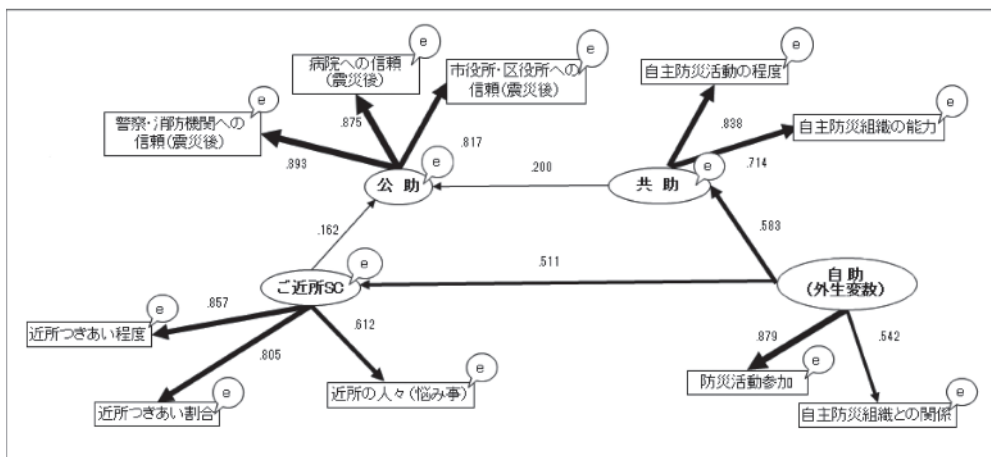 e
病院への信頼
(震災後)
e
市役所・区役所への
信頼(震災後)
e
自主防災活動の程度
e
警察・消防機関への
信頼(震災後)
e
自主防災組織の能力
.875
.893
.817
.838
.714
公 助
e
.200
共 助
e
.162
.583
ご近所SC
e
.511
自 助
(外生変数)
近所つきあい程度
e
.857
.612
.879
.542
.805
近所つきあい割合
e
近所の人々(悩み事)
e
防災活動参加
e
自主防災組織との関係
e